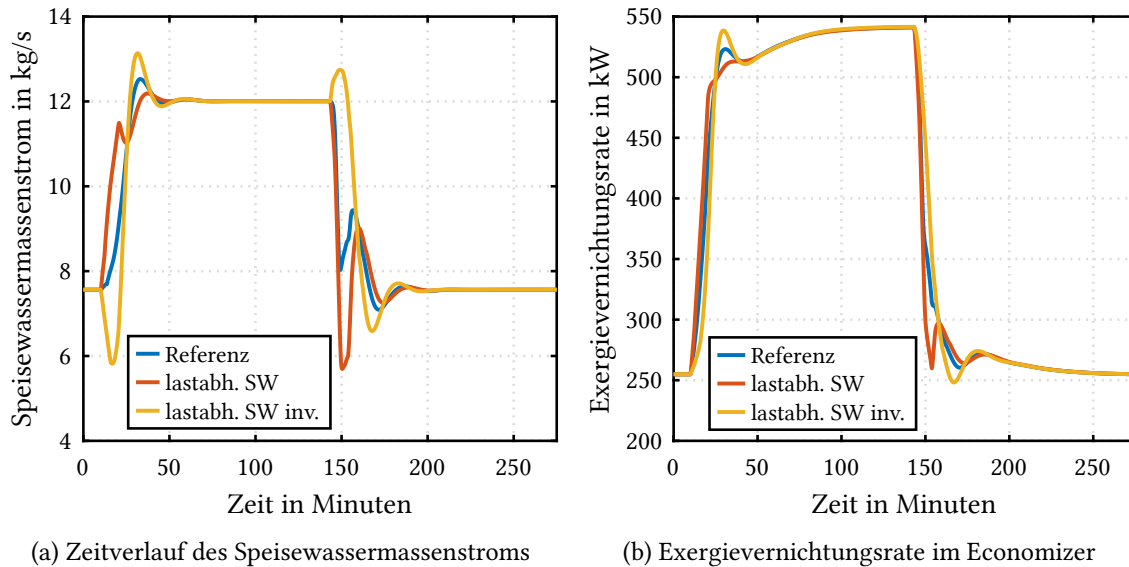 Speisewassermassenstrom in kg/s
14
12
10
8
6
4
0 50 100 150 200 250
Zeit in Minuten
Referenz
lastabh. SW
lastabh. SW inv.
(a) Zeitverlauf des Speisewassermassenstroms
Exergievernichtungsrate in kW
550
500
450
400
350
300
250
200
0 50 100 150 200 250
Zeit in Minuten
Referenz
lastabh. SW
lastabh. SW inv.
(b) Exergievernichtungsrate im Economizer